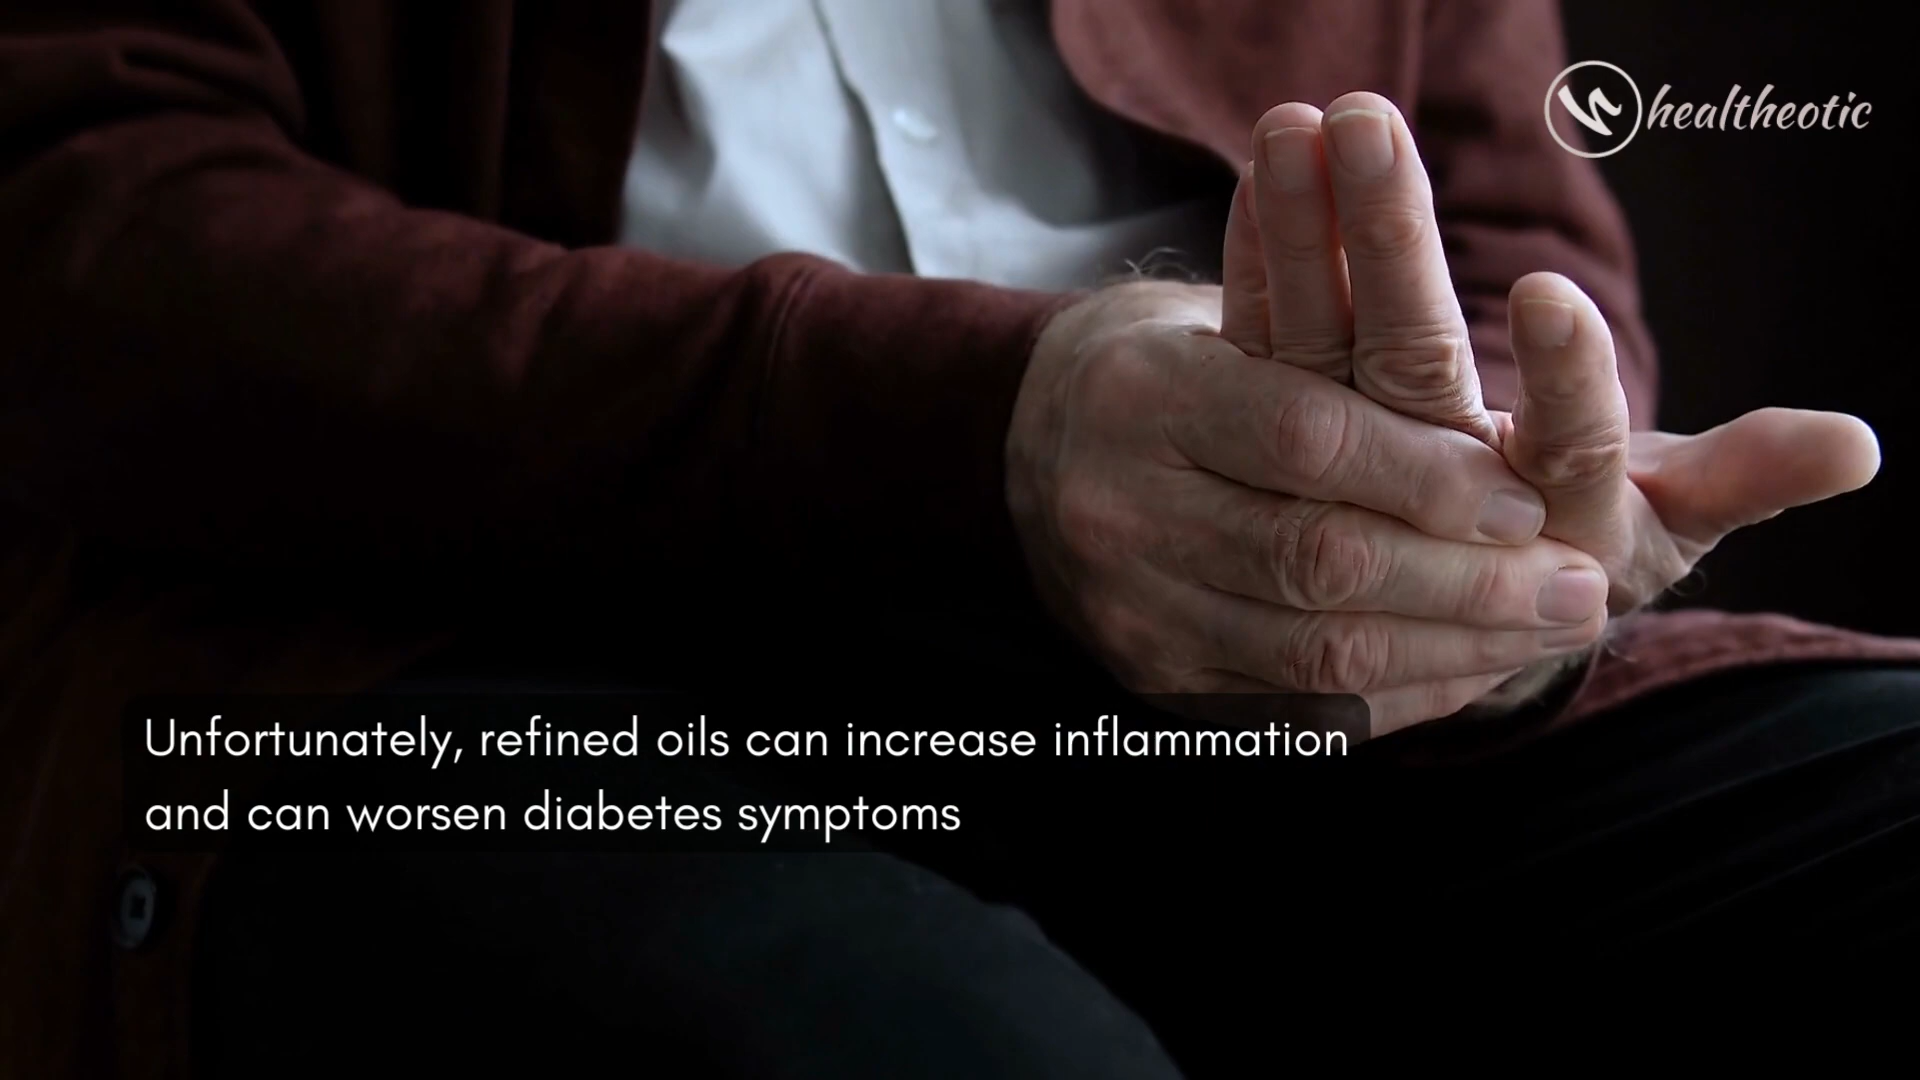 healtheotic
Unfortunately, refined oils can increase inflammation
and can worsen diabetes symptoms